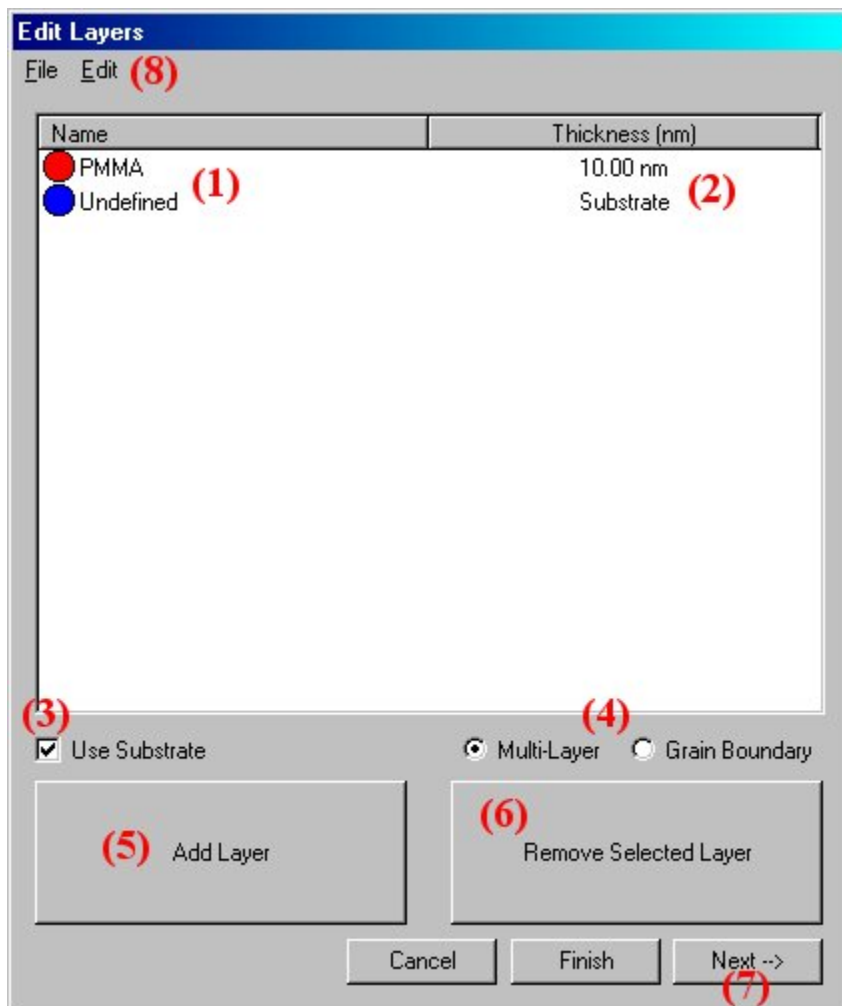 Edit Layers
File Edit (8)
Name Thickness (nm)
PMMA (1) 10.00 nm (2)
Undefined Substrate
(3) (4)
Use Substrate Multi-Layer Grain Boundary
(5) Add Layer (6) Remove Selected Layer
Cancel Finish Next -->
(7)